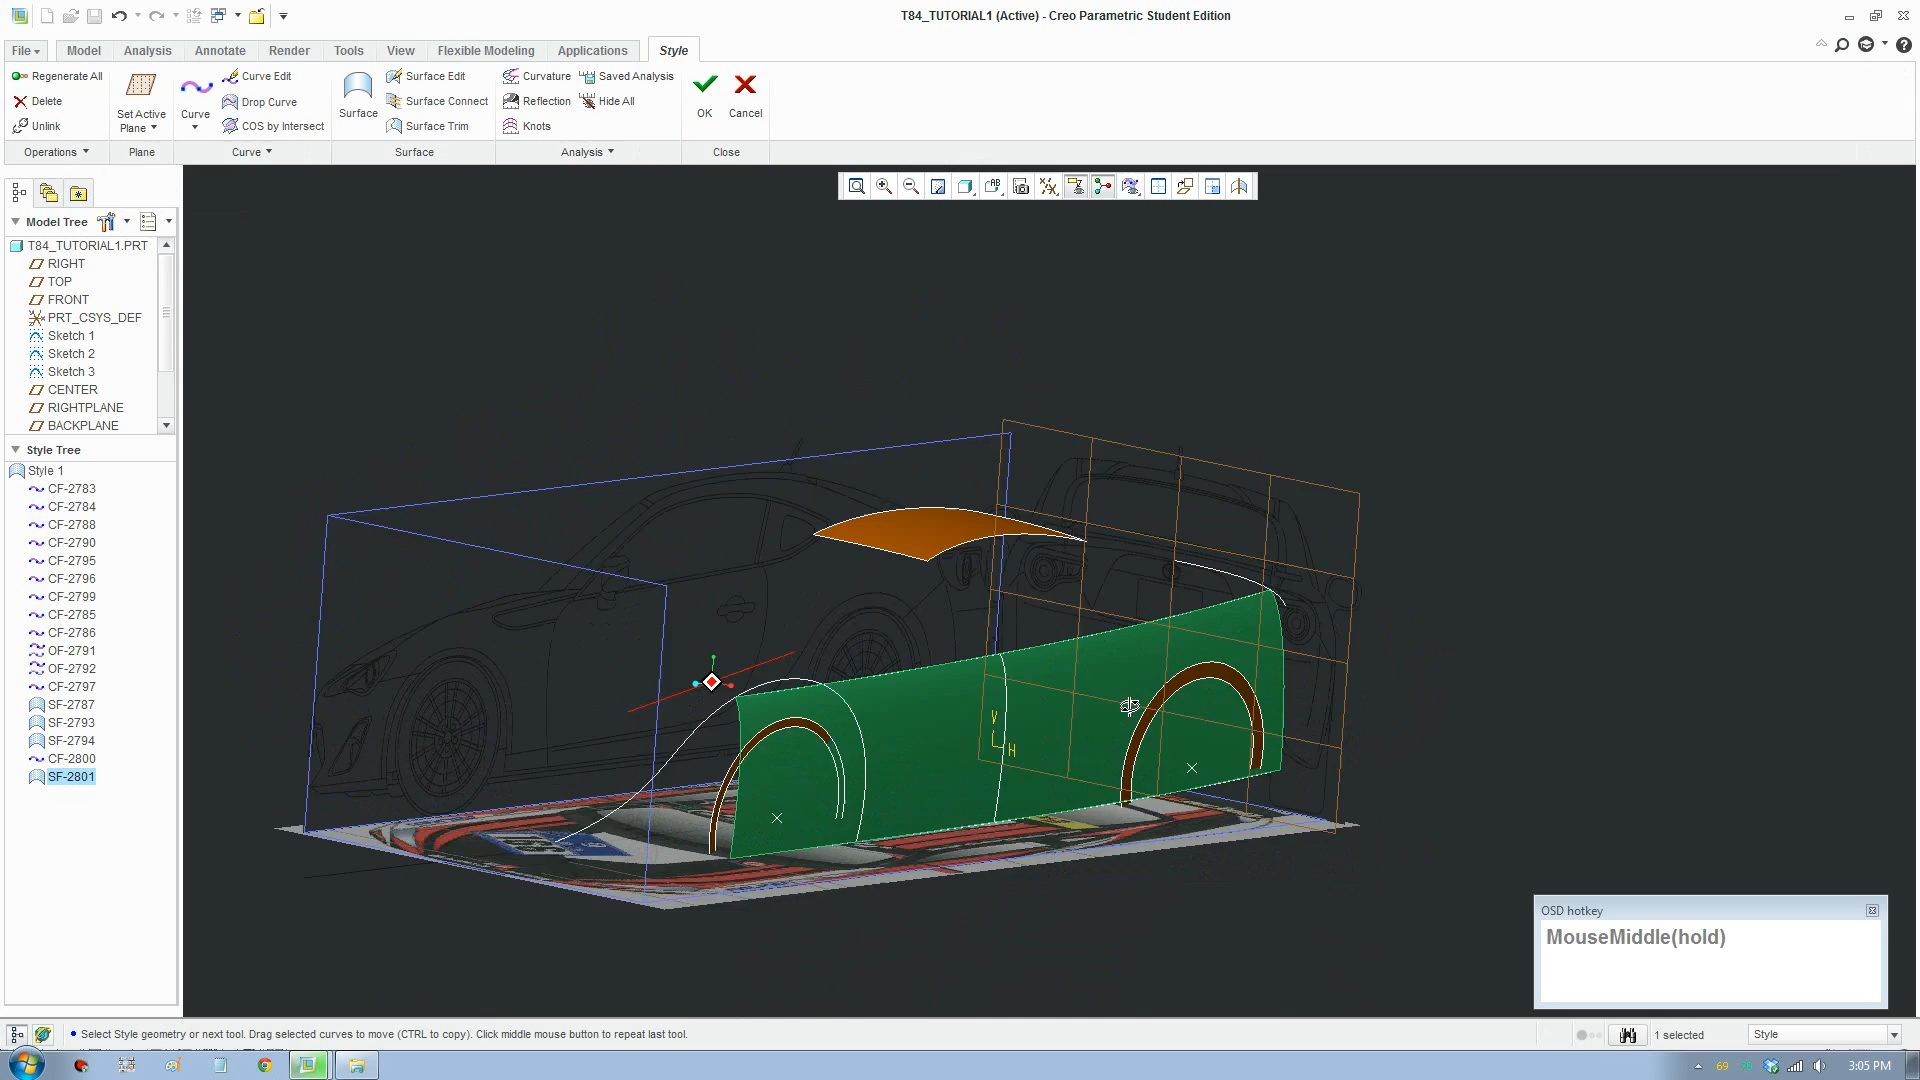 T84_TUTORIAL1 (Active) - Creo Parametric Student Edition
File
Model
Analysis
Annotate
Render
Tools
View
Flexible Modeling
Applications
Style
Regenerate All
Delete
Unlink
Set Active
Plane
Curve
Curve Edit
Drop Curve
COS by Intersect
Surface
Surface Edit
Surface Connect
Surface Trim
Curvature
Saved Analysis
Reflection
Hide All
Knots
OK
Cancel
Operations
Plane
Curve
Surface
Analysis
Close
Model Tree
T84_TUTORIAL1.PRT
RIGHT
TOP
FRONT
PRT_CSYS_DEF
Sketch 1
Sketch 2
Sketch 3
CENTER
RIGHTPLANE
BACKPLANE
Style Tree
Style 1
CF-2783
CF-2784
CF-2788
CF-2790
CF-2795
CF-2796
CF-2799
CF-2785
CF-2786
OF-2791
OF-2792
CF-2797
SF-2787
SF-2793
SF-2794
CF-2800
SF-2801
V
H
OSD hotkey
MouseMiddle(hold)
Select Style geometry or next tool. Drag selected curves to move (CTRL to copy). Click middle mouse button to repeat last tool.
1 selected
Style
69
3:05 PM